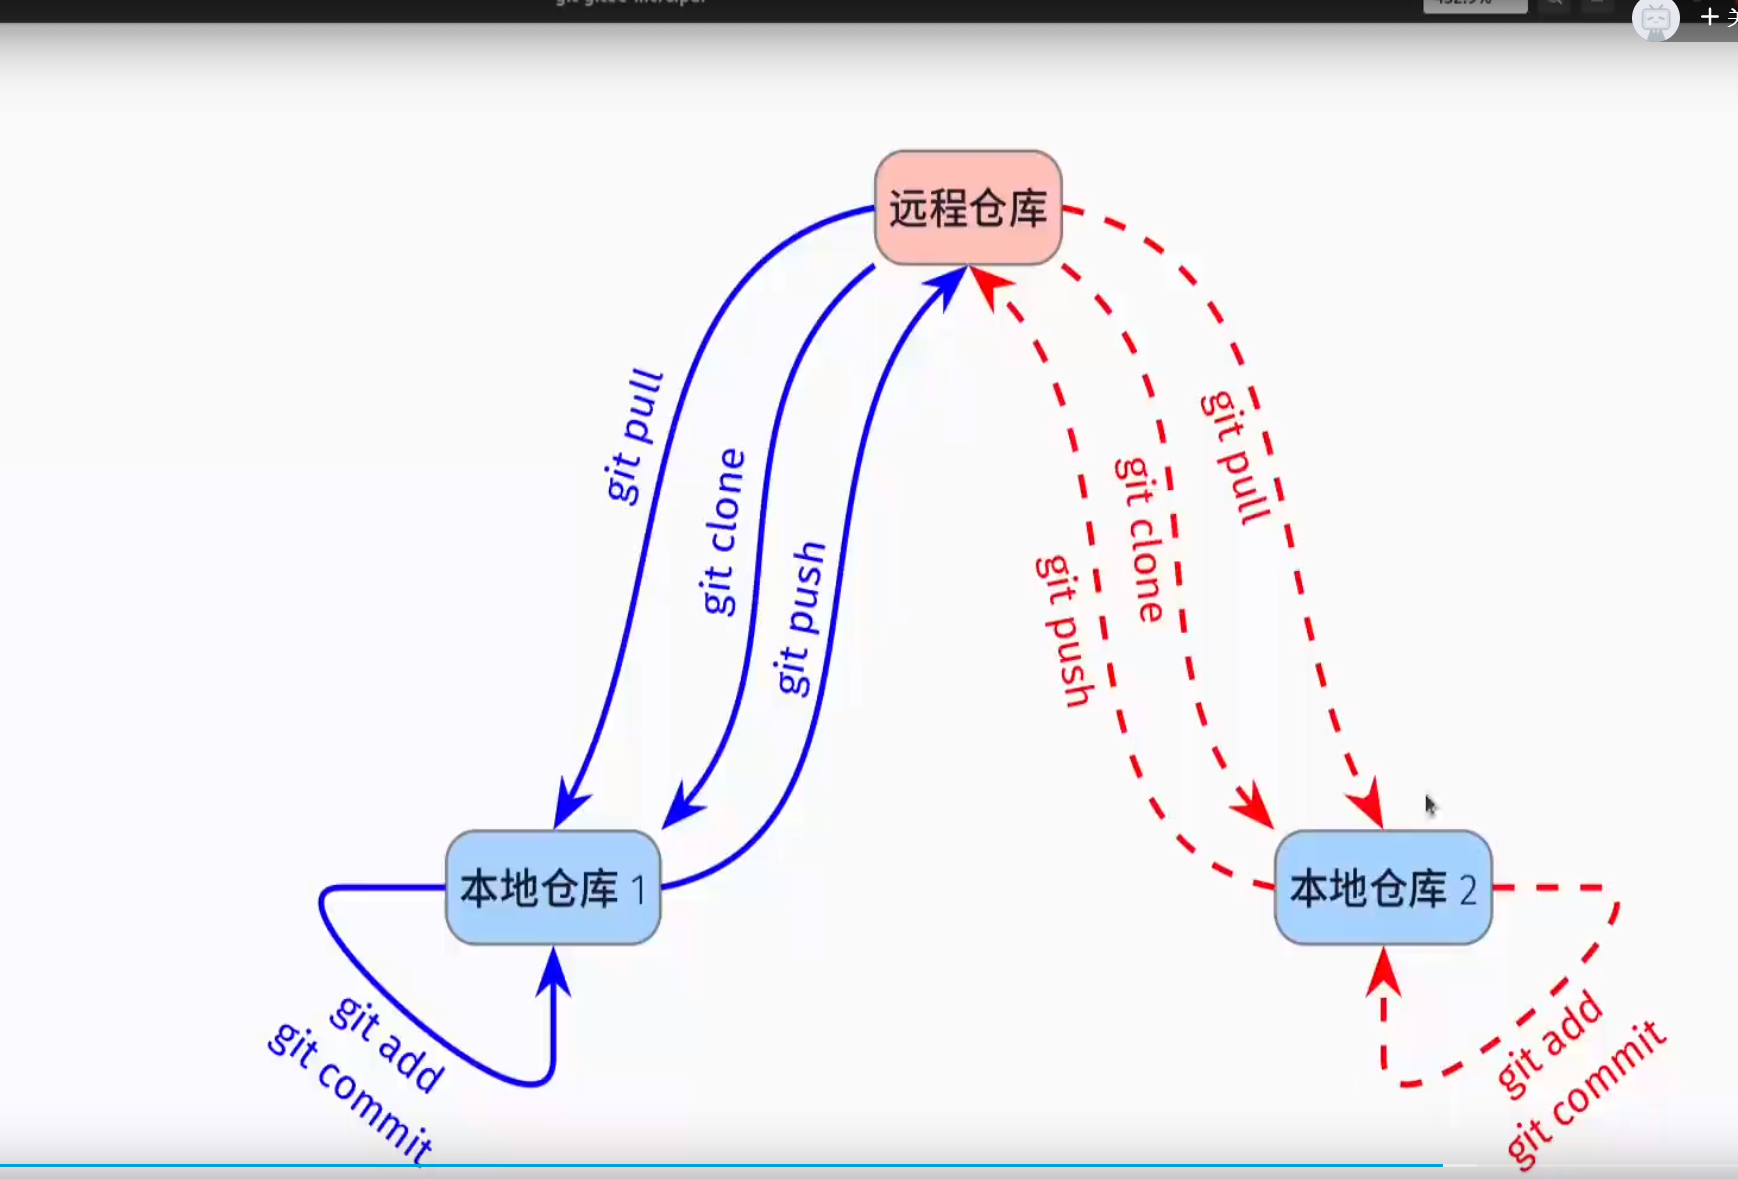 远程仓库
git pull
git clone
git push
git push
git clone
git pull
本地仓库 1
本地仓库 2
git add
git commit
git add
git commit